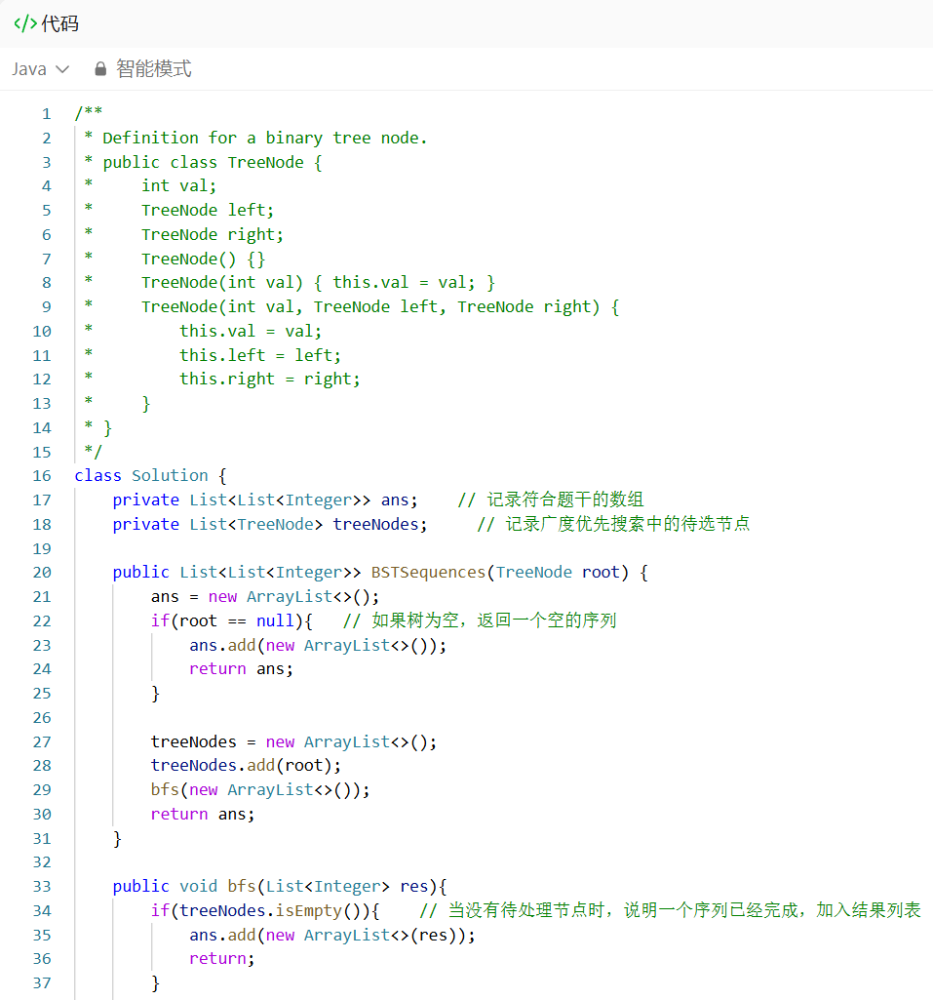 </> 代码
Java 智能模式
1 /**
2 * Definition for a binary tree node.
3 * public class TreeNode {
4 *     int val;
5 *     TreeNode left;
6 *     TreeNode right;
7 *     TreeNode() {}
8 *     TreeNode(int val) { this.val = val; }
9 *     TreeNode(int val, TreeNode left, TreeNode right) {
10 *         this.val = val;
11 *         this.left = left;
12 *         this.right = right;
13 *     }
14 * }
15 */
16 class Solution {
17     private List<List<Integer>> ans;    // 记录符合题干的数组
18     private List<TreeNode> treeNodes;     // 记录广度优先搜索中的待选节点
19
20     public List<List<Integer>> BSTSequences(TreeNode root) {
21         ans = new ArrayList<>();
22         if(root == null){   // 如果树为空，返回一个空的序列
23             ans.add(new ArrayList<>());
24             return ans;
25         }
26
27         treeNodes = new ArrayList<>();
28         treeNodes.add(root);
29         bfs(new ArrayList<>());
30         return ans;
31     }
32
33     public void bfs(List<Integer> res){
34         if(treeNodes.isEmpty()){    // 当没有待处理节点时，说明一个序列已经完成，加入结果列表
35             ans.add(new ArrayList<>(res));
36             return;
37         }